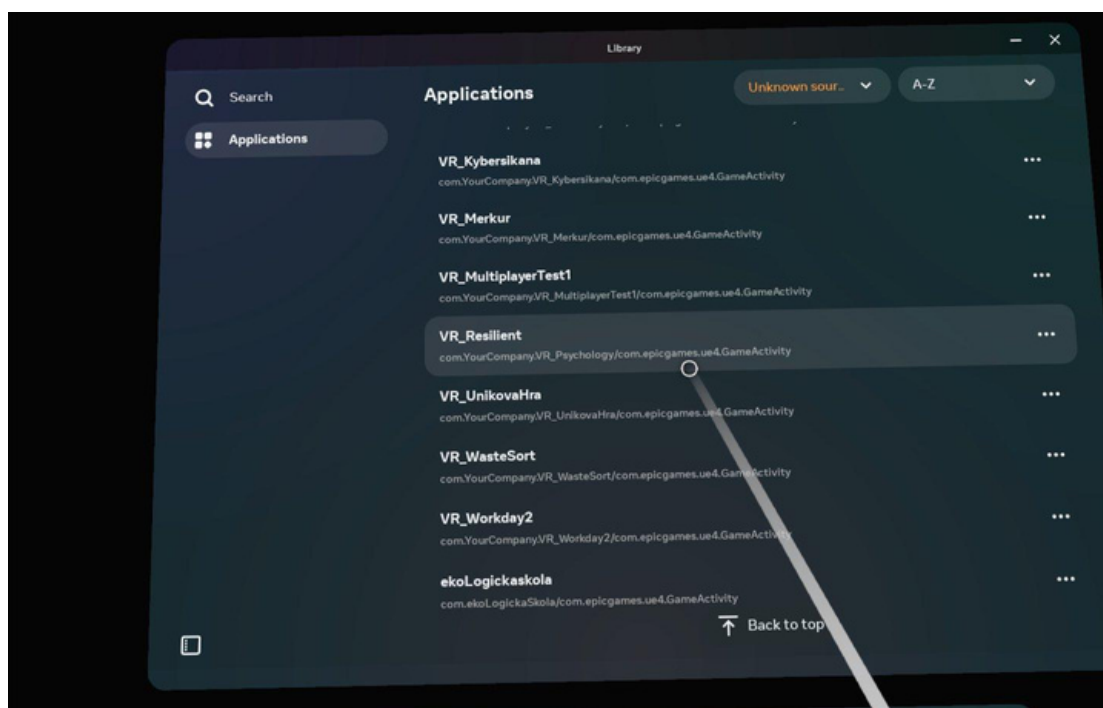 Library
Search
Applications
Applications
Unknown sour..
A-Z
VR_Kybersikana
com.YourCompany.VR_Kybersikana/com.epicgames.ue4.GameActivity
VR_Merkur
com.YourCompany.VR_Merkur/com.epicgames.ue4.GameActivity
VR_MultiplayerTest1
com.YourCompany.VR_MultiplayerTest1/com.epicgames.ue4.GameActivity
VR_Resilient
com.YourCompany.VR_Psychology/com.epicgames.ue4.GameActivity
VR_UnikovaHra
com.YourCompany.VR_UnikovaHra/com.epicgames.ue4.GameActivity
VR_WasteSort
com.YourCompany.VR_WasteSort/com.epicgames.ue4.GameActivity
VR_Workday2
com.YourCompany.VR_Workday2/com.epicgames.ue4.GameActivity
ekoLogickaskola
com.ekoLogickaSkola/com.epicgames.ue4.GameActivity
Back to top